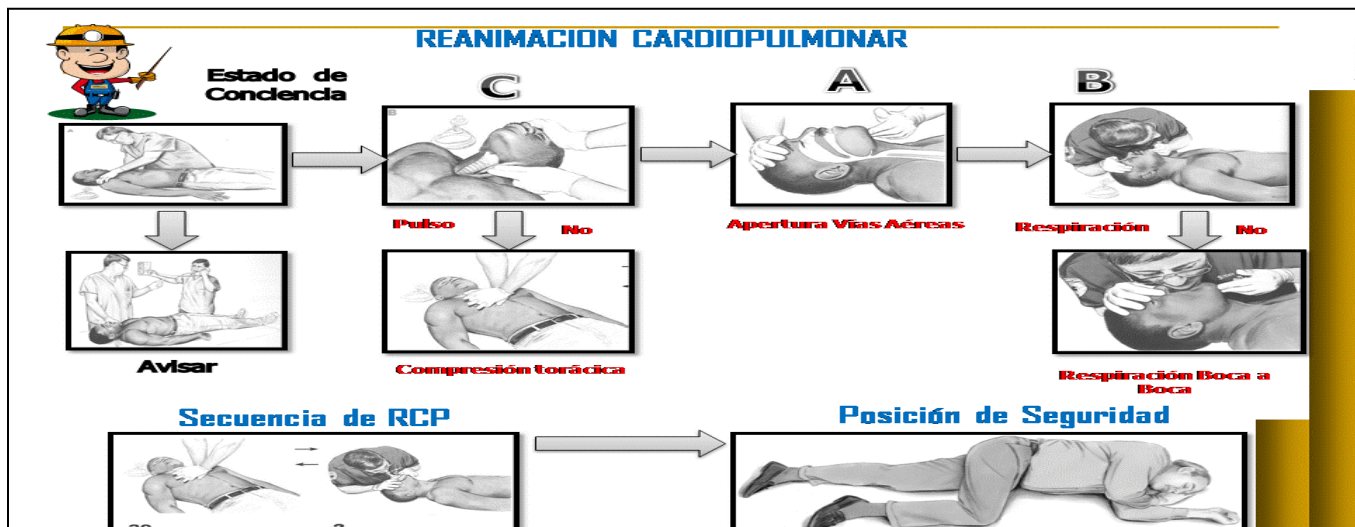 REANIMACION CARDIOPULMONAR
Estado de
Conciencia
C
A
B
A
B
Pulso
No
Apertura Vías Aéreas
Respiración
No
Avisar
Compresión torácica
Respiración Boca a
Boca
Secuencia de RCP
Posición de Seguridad